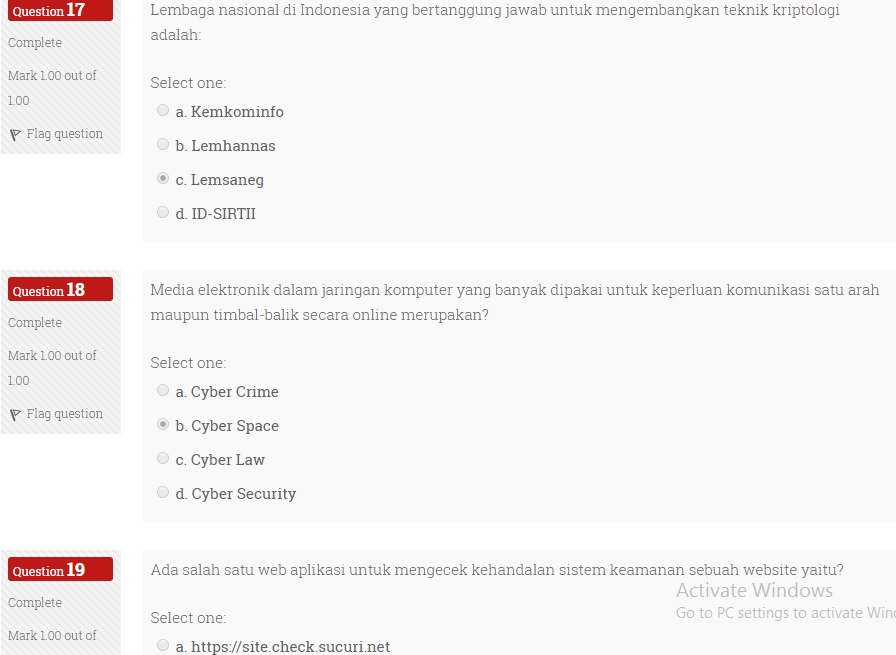 Question 17
Complete
Mark 1.00 out of
1.00
Flag question
Lembaga nasional di Indonesia yang bertanggung jawab untuk mengembangkan teknik kriptologi
adalah:
Select one:
a. Kemkominfo
b. Lemhannas
c. Lemsaneg
d. ID-SIRTII
Question 18
Complete
Mark 1.00 out of
1.00
Flag question
Media elektronik dalam jaringan komputer yang banyak dipakai untuk keperluan komunikasi satu arah
maupun timbal-balik secara online merupakan?
Select one:
a. Cyber Crime
b. Cyber Space
c. Cyber Law
d. Cyber Security
Question 19
Complete
Mark 1.00 out of
Ada salah satu web aplikasi untuk mengecek kehandalan sistem keamanan sebuah website yaitu?
Select one:
a. https://site.check.sucuri.net
Activate Windows
Go to PC settings to activate Win